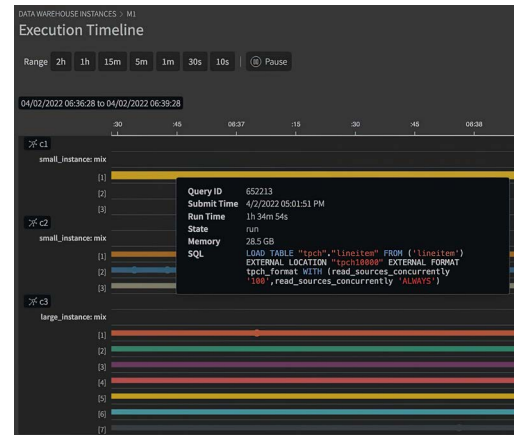 DATA WAREHOUSE INSTANCES > M1
Execution Timeline
Range 2h 1h 15m 5m 1m 30s 10s Pause
04/02/2022 06:36:28 to 04/02/2022 06:39:28
:30 :45 06:37 :15 :30 :45 06:38
c1
small_instance: mix
[1]
[2]
[3]
c2
small_instance: mix
[1]
[2]
[3]
c3
large_instance: mix
[1]
[2]
[3]
[4]
[5]
[6]
[7]
Query ID 652213
Submit Time 4/2/2022 05:01:51 PM
Run Time 1h 34m 54s
State run
Memory 28.5 GB
SQL LOAD TABLE "tpch"."lineitem" FROM ('lineitem')
EXTERNAL LOCATION "tpch10000" EXTERNAL FORMAT
tpch_format WITH (read_sources_concurrently
'100',read_sources_concurrently 'ALWAYS')